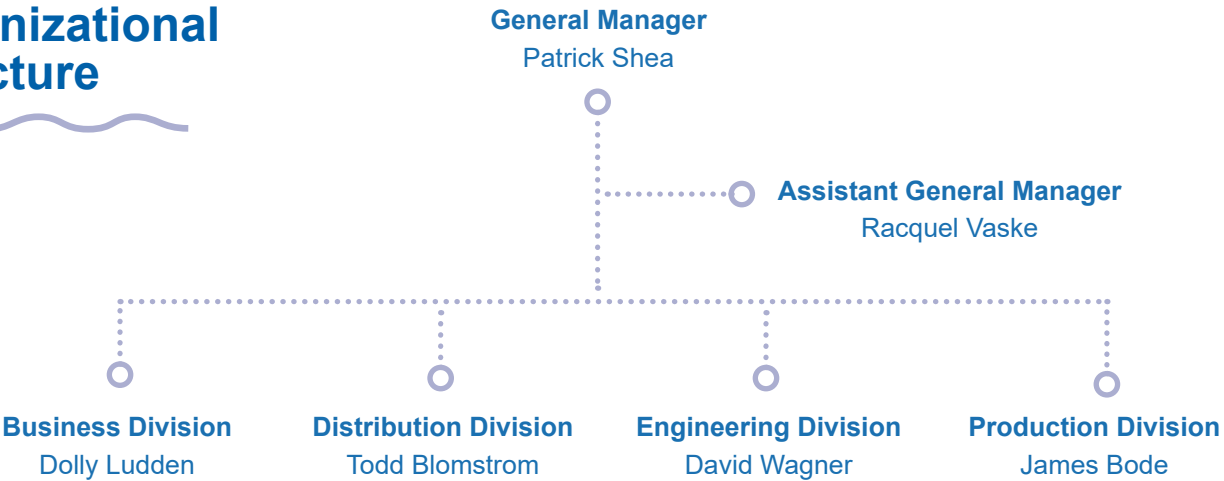 nizational
cture
General Manager
Patrick Shea
Assistant General Manager
Racquel Vaske
Business Division
Dolly Ludden
Distribution Division
Todd Blomstrom
Engineering Division
David Wagner
Production Division
James Bode